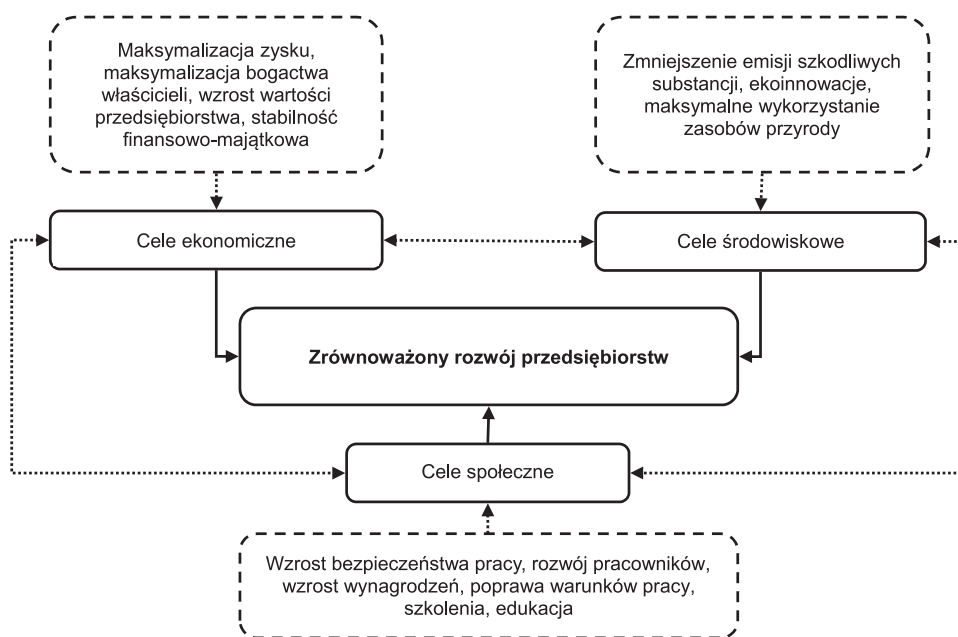 Maksymalizacja zysku,
maksymalizacja bogactwa
właścicieli, wzrost wartości
przedsiębiorstwa, stabilność
finansowo-majątkowa
Zmniejszenie emisji szkodliwych
substancji, ekoinnowacje,
maksymalne wykorzystanie
zasobów przyrody
Cele ekonomiczne
Cele środowiskowe
Zrównoważony rozwój przedsiębiorstw
Cele społeczne
Wzrost bezpieczeństwa pracy, rozwój pracowników,
wzrost wynagrodzeń, poprawa warunków pracy,
szkolenia, edukacja